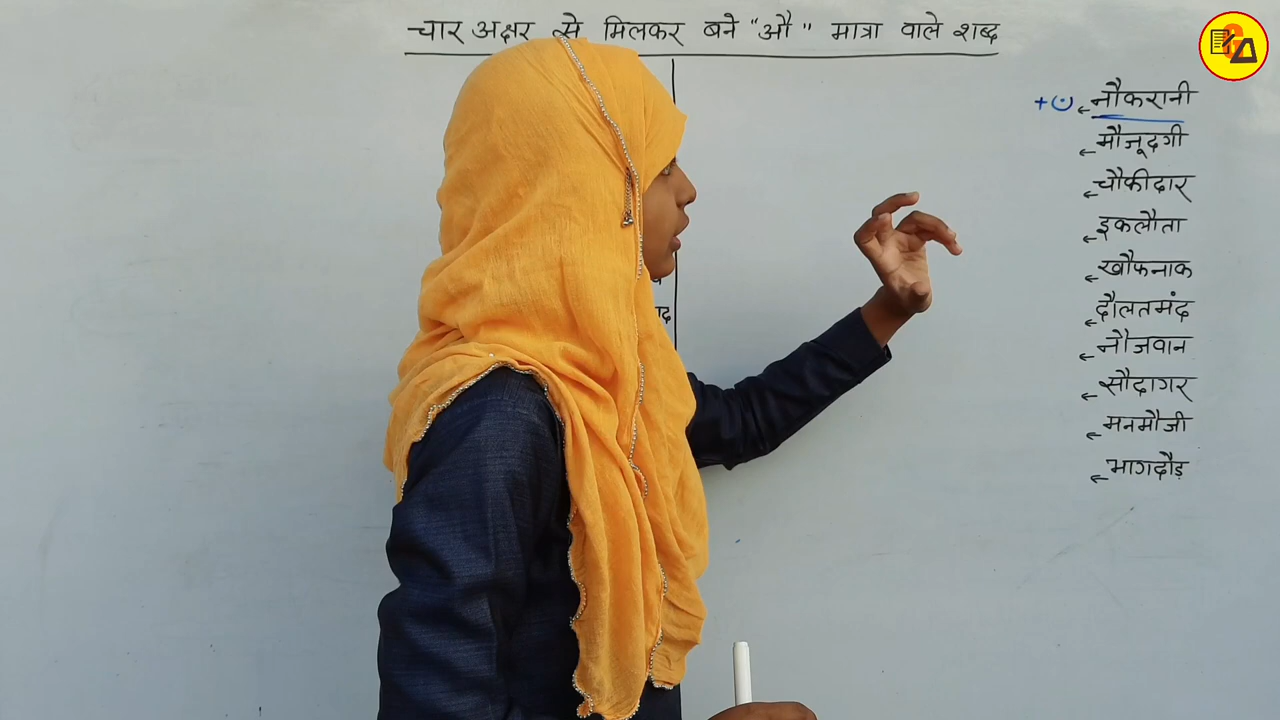 चार अक्षर से मिलकर बने "औ" मात्रा वाले शब्द
नौकरानी
मौजूदगी
चौकीदार
इकलौता
खौफनाक
दौलतमंद
नौजवान
सौदागर
मनमौजी
भागदौड़